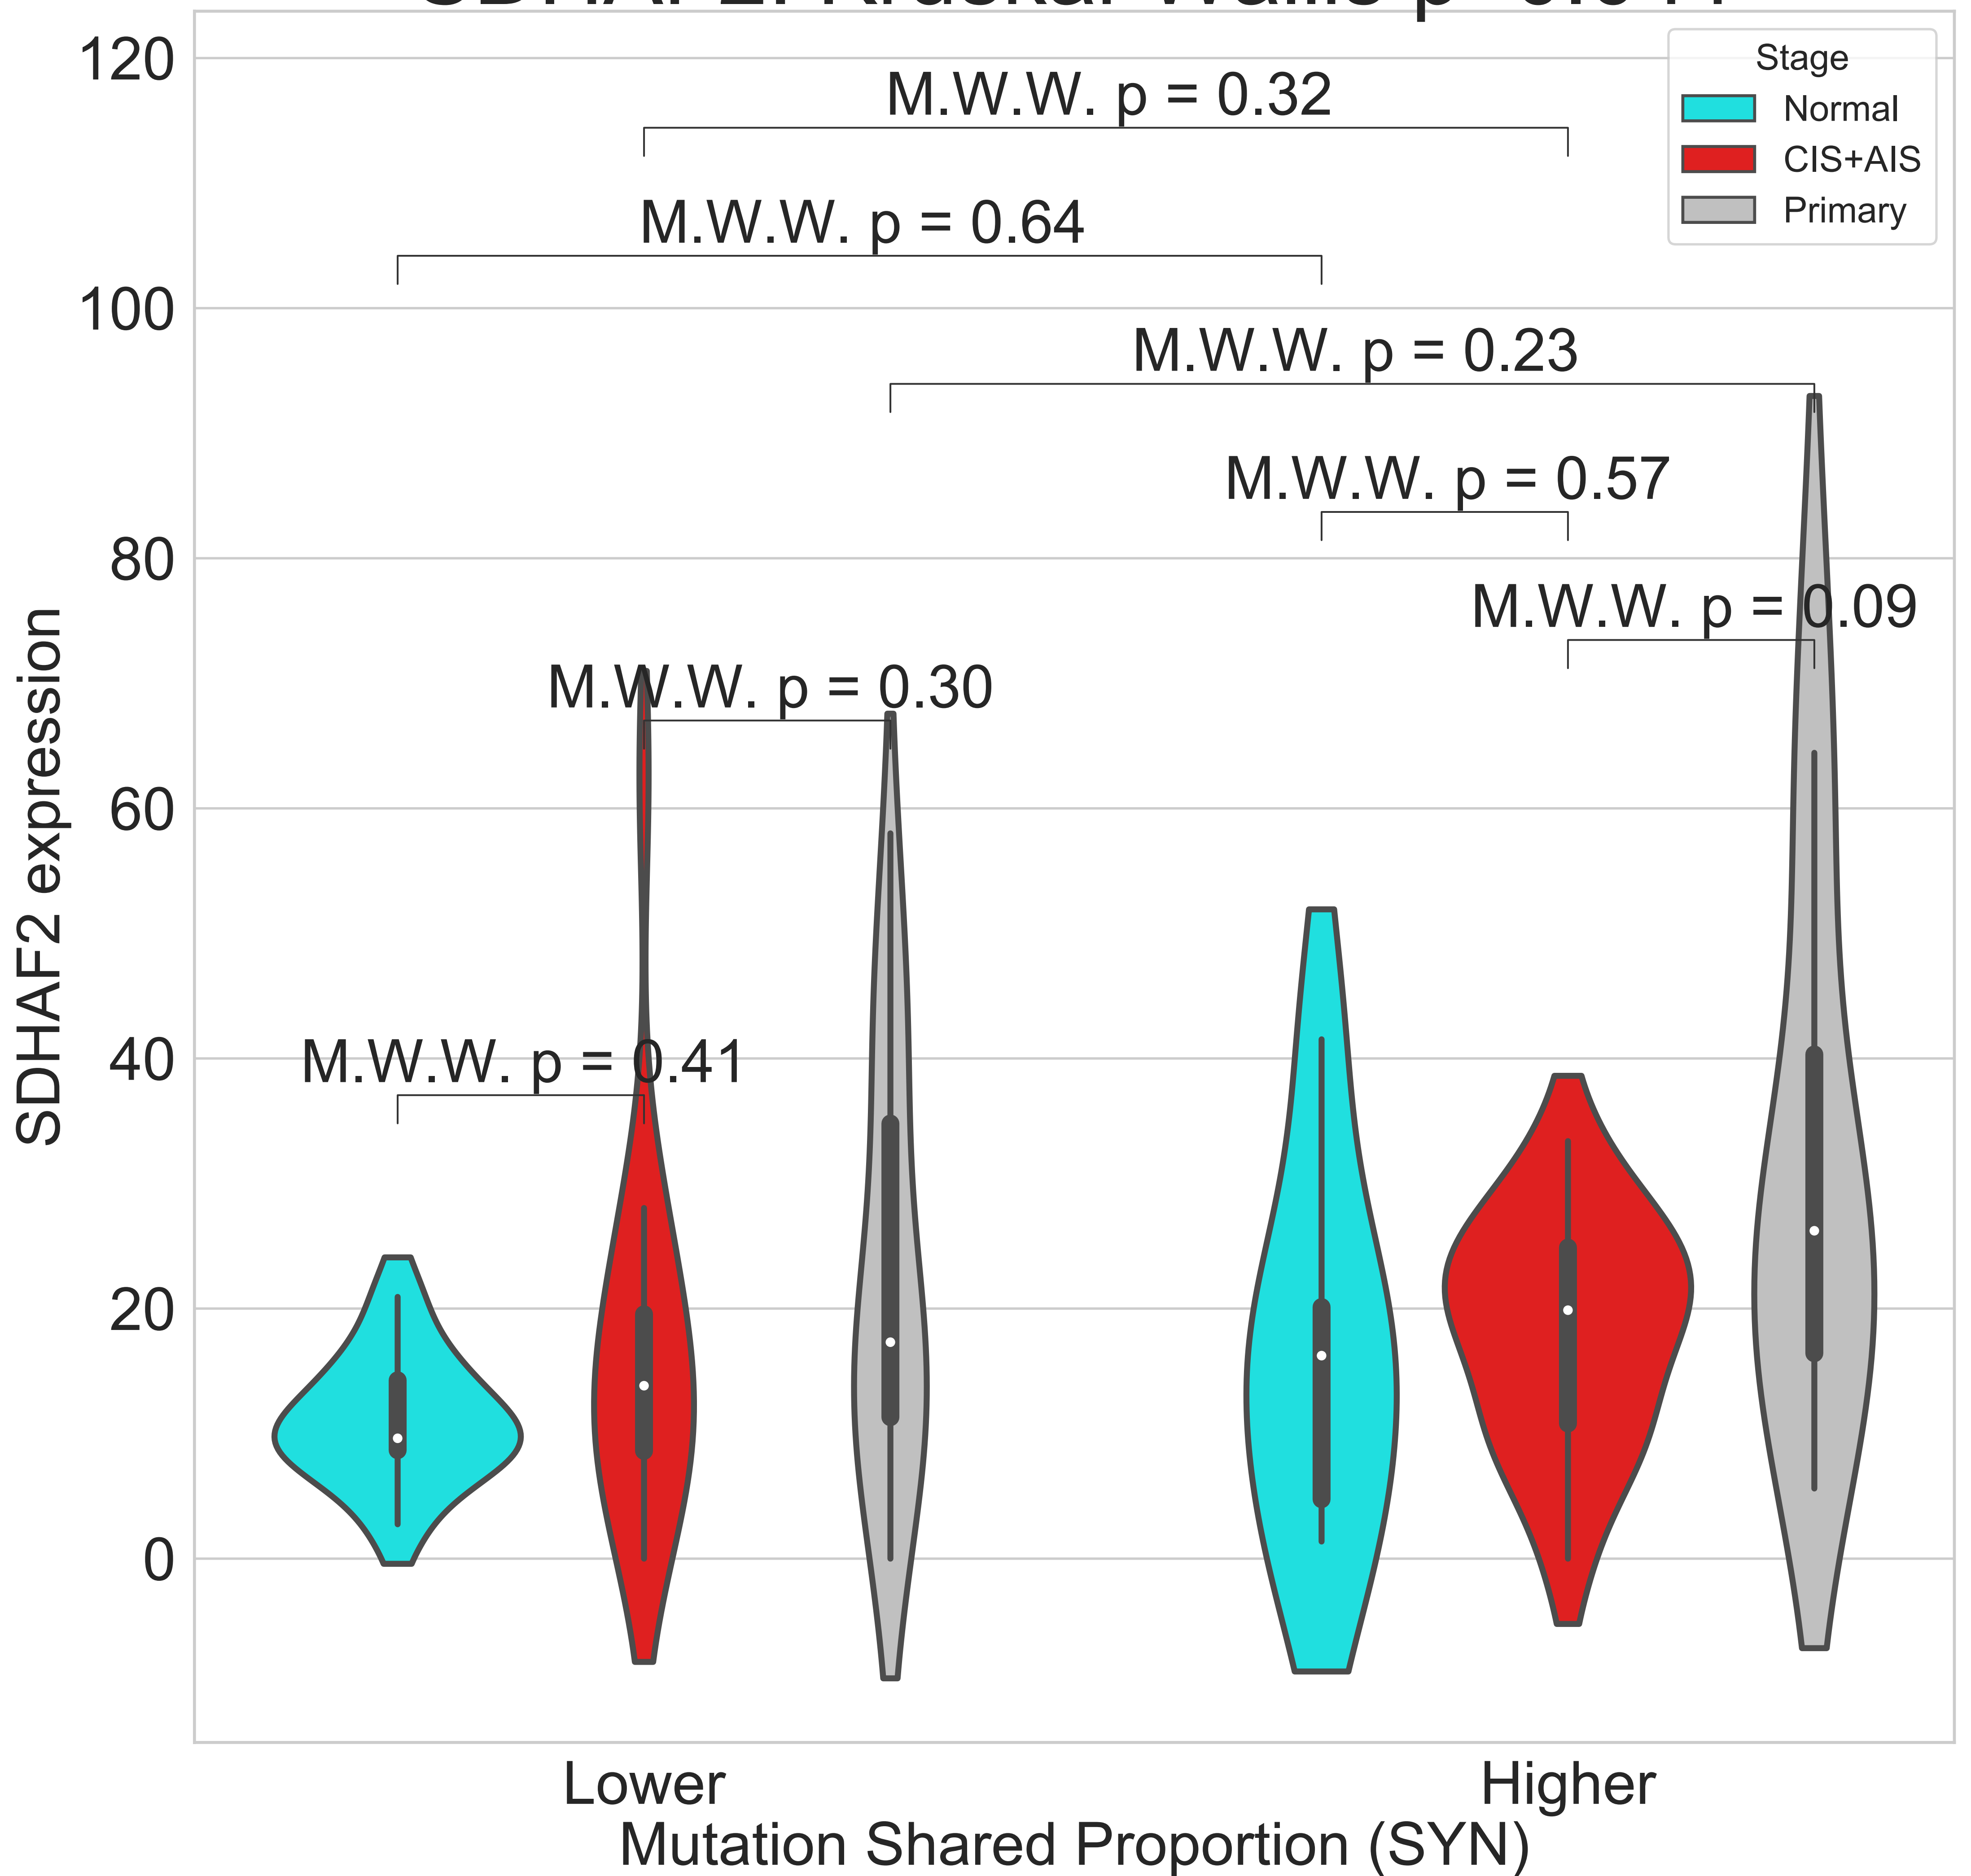 Stage
Normal
CIS+AIS
Primary
M.W.W. p = 0.32
M.W.W. p = 0.64
M.W.W. p = 0.23
M.W.W. p = 0.57
M.W.W. p = 0.09
M.W.W. p = 0.30
M.W.W. p = 0.41
120
100
80
60
40
20
0
SDHAF2 expression
Lower
Higher
Mutation Shared Proportion (SYN)